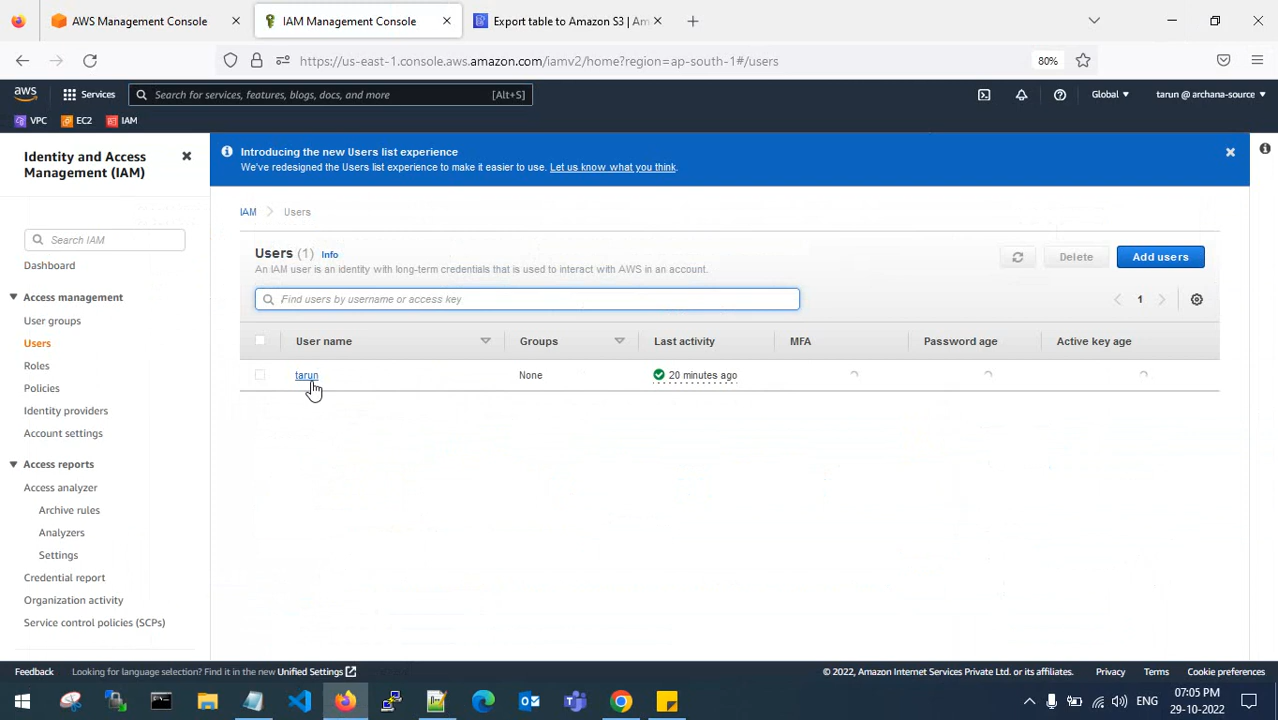 AWS Management Console
IAM Management Console
Export table to Amazon S3 | Am
https://us-east-1.console.aws.amazon.com/iamv2/home?region=ap-south-1#/users
80%
aws
Services
Search for services, features, blogs, docs, and more
[Alt+S]
Global
tarun @ archana-source
VPC
EC2
IAM
Identity and Access
Management (IAM)
Search IAM
Dashboard
Access management
User groups
Users
Roles
Policies
Identity providers
Account settings
Access reports
Access analyzer
Archive rules
Analyzers
Settings
Credential report
Organization activity
Service control policies (SCPs)
Introducing the new Users list experience
We've redesigned the Users list experience to make it easier to use. Let us know what you think.
IAM
Users
Users (1) Info
An IAM user is an identity with long-term credentials that is used to interact with AWS in an account.
Delete
Add users
Find users by username or access key
1
User name
Groups
Last activity
MFA
Password age
Active key age
tarun
None
20 minutes ago
Feedback
Looking for language selection? Find it in the new Unified Settings
© 2022, Amazon Internet Services Private Ltd. or its affiliates.
Privacy
Terms
Cookie preferences
ENG
07:05 PM
29-10-2022